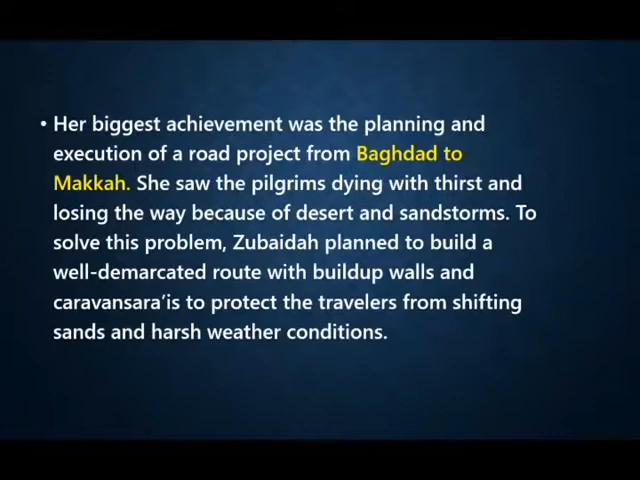 • Her biggest achievement was the planning and
execution of a road project from Baghdad to
Makkah. She saw the pilgrims dying with thirst and
losing the way because of desert and sandstorms. To
solve this problem, Zubaidah planned to build a
well-demarcated route with buildup walls and
caravansara’is to protect the travelers from shifting
sands and harsh weather conditions.